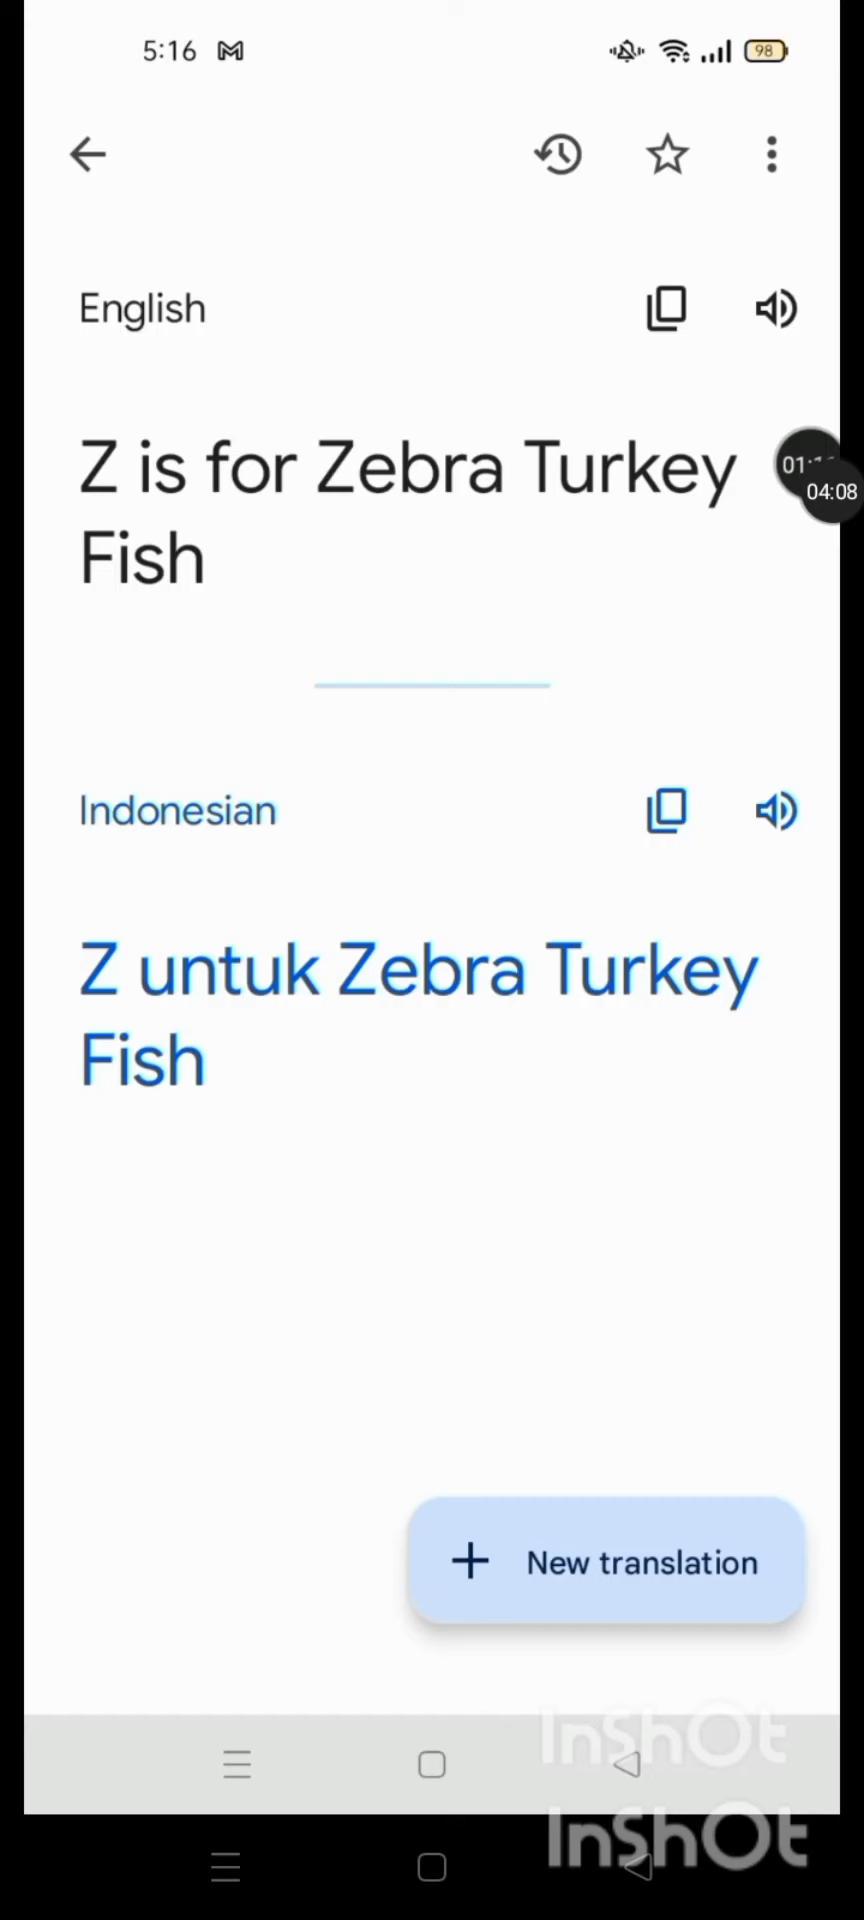 5:16
98
English
Z is for Zebra Turkey
Fish
04:08
Indonesian
Z untuk Zebra Turkey
Fish
New translation
InShOt
InShOt